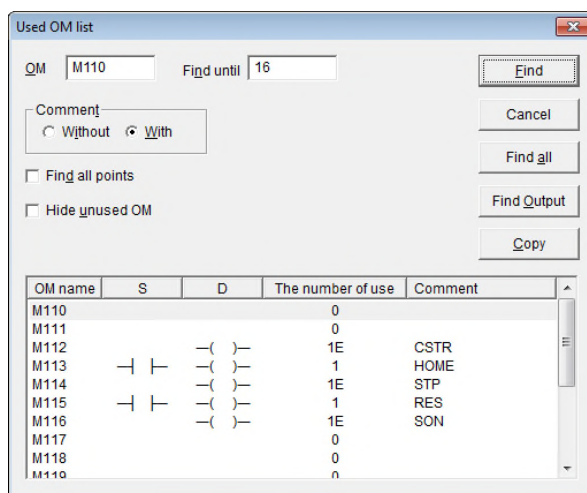 Used OM list
OM M110 Find until 16 Find
Comment
Without With
Cancel
Find all points
Find all
Hide unused OM
Find Output
Copy
OM name S D The number of use Comment
M110 0
M111 0
M112 —( )— 1E CSTR
M113 —| |— —( )— 1 HOME
M114 —( )— 1E STP
M115 —| |— —( )— 1 RES
M116 —( )— 1E SON
M117 0
M118 0
M119 0